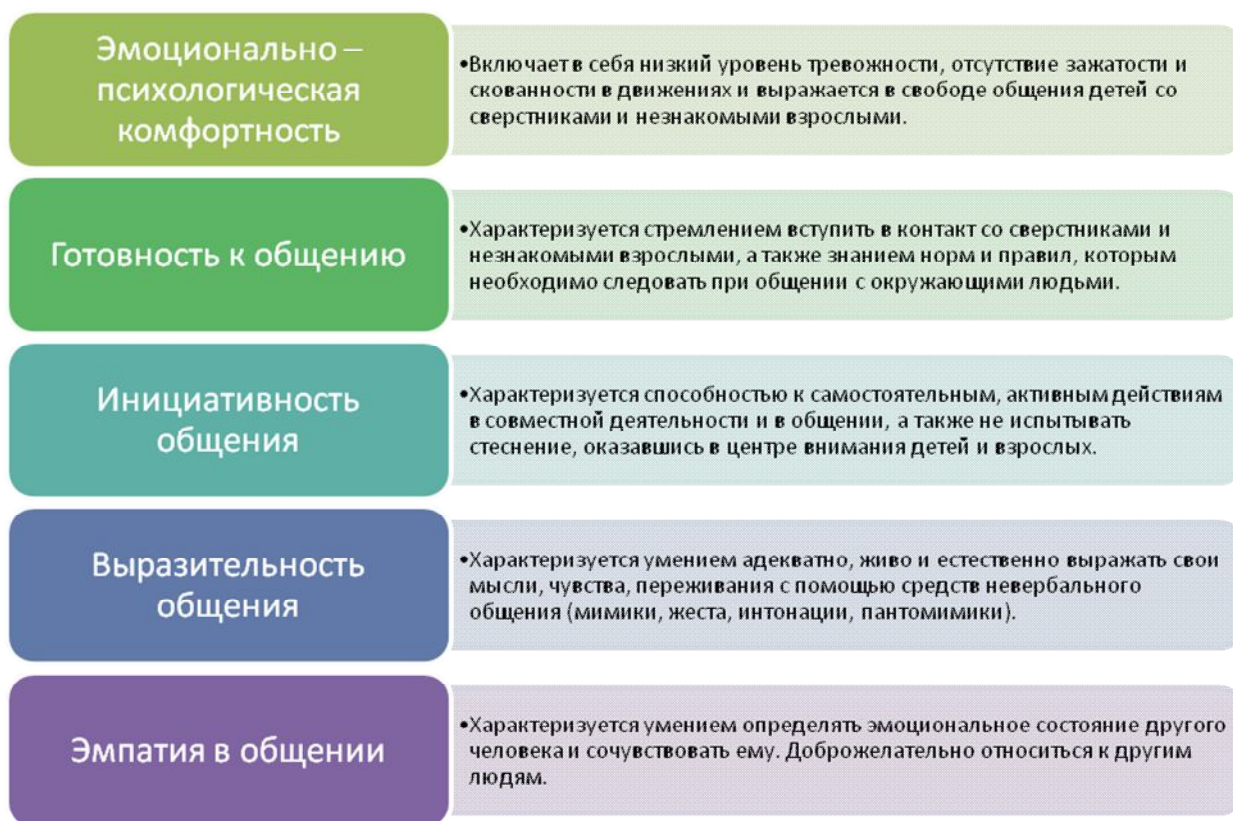 Эмоционально –
психологическая
комфортность
•Включает в себя низкий уровень тревожности, отсутствие зажатости и
скованности в движениях и выражается в свободе общения детей со
сверстниками и незнакомыми взрослыми.
Готовность к общению
•Характеризуется стремлением вступить в контакт со сверстниками и
незнакомыми взрослыми, а также знанием норм и правил, которым
необходимо следовать при общении с окружающими людьми.
Инициативность
общения
•Характеризуется способностью к самостоятельным, активным действиям
в совместной деятельности и в общении, а также не испытывать
стеснение, оказавшись в центре внимания детей и взрослых.
Выразительность
общения
•Характеризуется умением адекватно, живо и естественно выражать свои
мысли, чувства, переживания с помощью средств невербального
общения (мимики, жеста, интонации, пантомимики).
Эмпатия в общении
•Характеризуется умением определять эмоциональное состояние другого
человека и сочувствовать ему. Доброжелательно относиться к другим
людям.